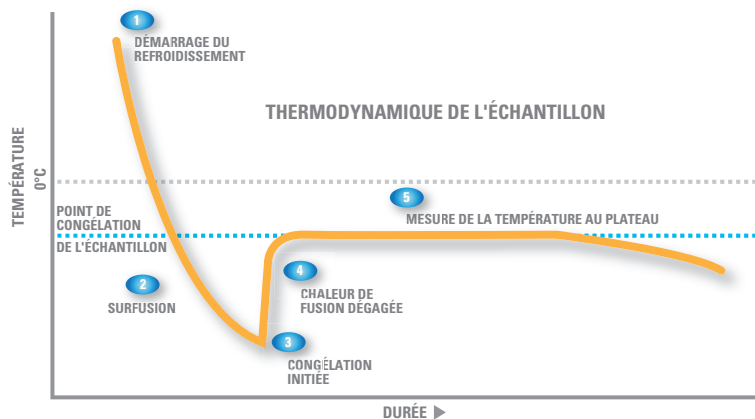 1
DÉMARRAGE DU
REFROIDISSEMENT
THERMODYNAMIQUE DE L'ÉCHANTILLON
TEMPÉRATURE
0°C
5
MESURE DE LA TEMPÉRATURE AU PLATEAU
POINT DE
CONGÉLATION
DE L'ÉCHANTILLON
2
SURFUSION
4
CHALEUR DE
FUSION DÉGAGÉE
3
CONGÉLATION
INITIÉE
DURÉE